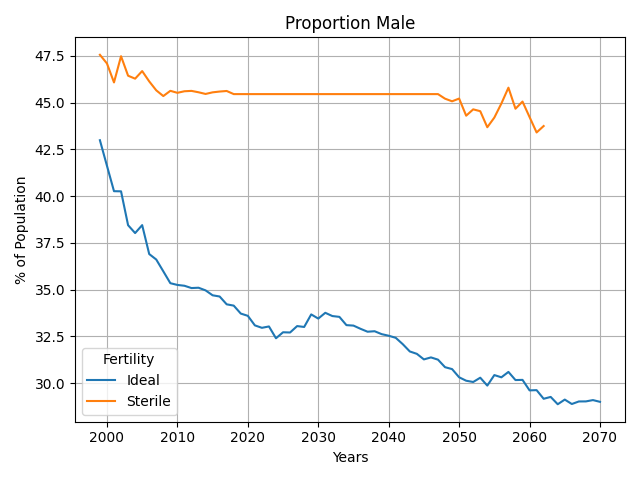 Proportion Male
% of Population
47.5
45.0
42.5
40.0
37.5
35.0
32.5
30.0
Fertility
Ideal
Sterile
2000 2010 2020 2030 2040 2050 2060 2070
Years